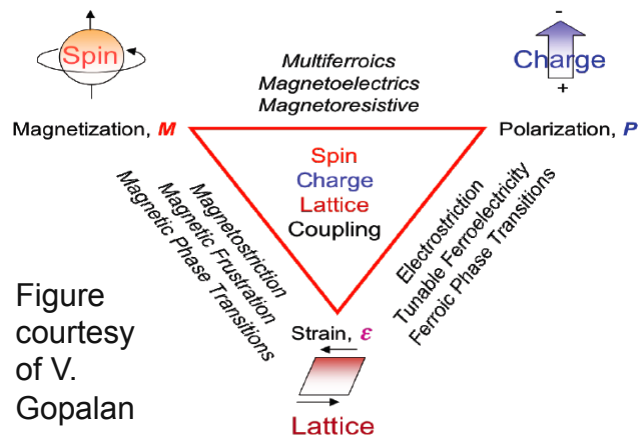 Spin
Multiferroics
Magnetoelectrics
Magnetoresistive
-
Charge
+
Magnetization, M
Polarization, P
Spin
Charge
Lattice
Coupling
Magnetostriction
Magnetic Frustration
Magnetic Phase Transitions
Electrostriction
Tunable Ferroelectricity
Ferroic Phase Transitions
Figure
courtesy
of V.
Gopalan
Strain, ε
Lattice